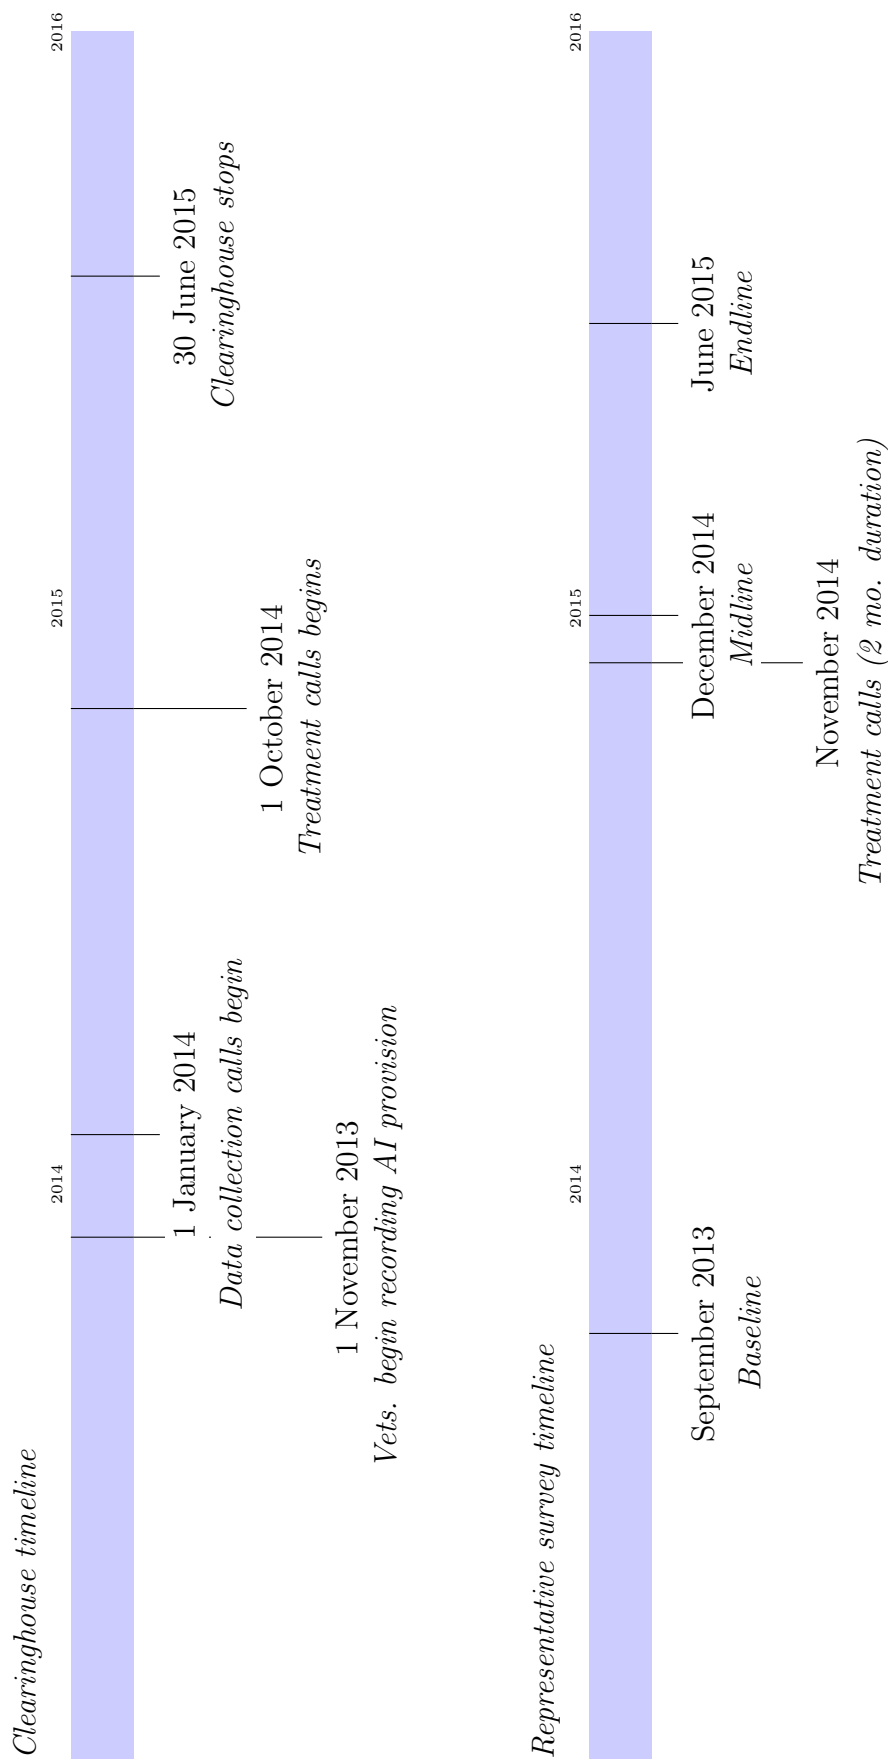 Clearinghouse timeline
2014
2015
2016
1 January 2014
Data collection calls begin
30 June 2015
Clearinghouse stops
1 October 2014
Treatment calls begins
1 November 2013
Vets. begin recording AI provision
Representative survey timeline
2014
2015
2016
September 2013
Baseline
December 2014
Midline
June 2015
Endline
November 2014
Treatment calls (2 mo. duration)